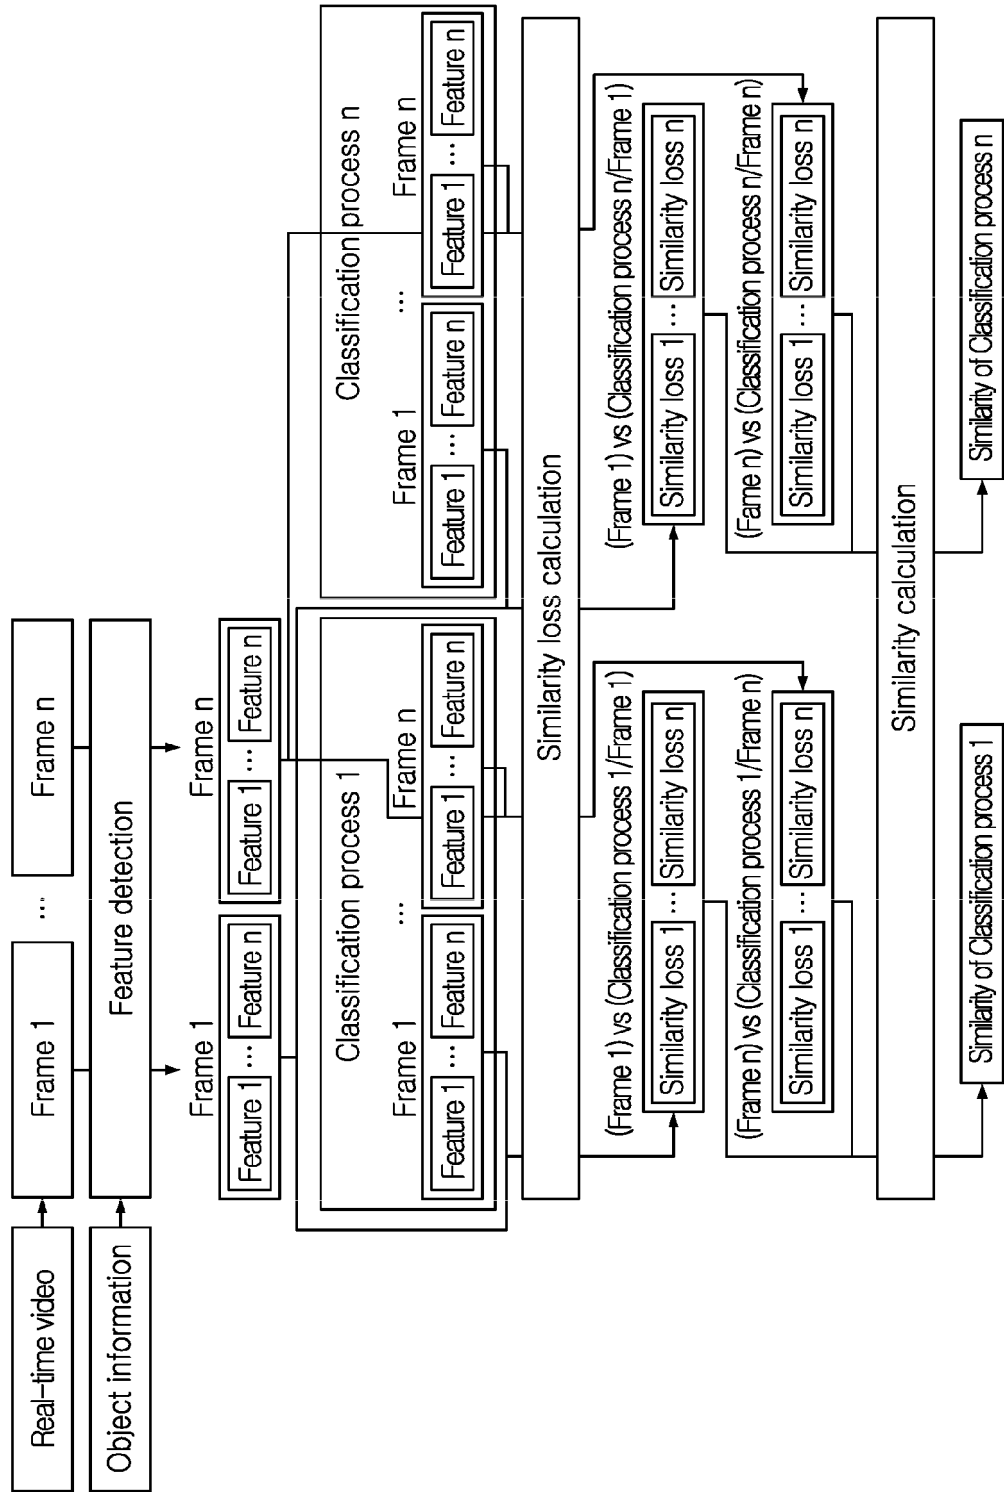 Real-time video
Frame 1
...
Frame n
Object information
Feature detection
Frame 1
Frame n
Feature 1
...
Feature n
Feature 1
...
Feature n
Classification process 1
Classification process n
Frame 1
...
Frame n
Frame 1
...
Frame n
Feature 1
...
Feature n
Feature 1
...
Feature n
Feature 1
...
Feature n
Feature 1
...
Feature n
Similarity loss calculation
(Frame 1) vs (Classification process 1/Frame 1)
(Frame 1) vs (Classification process n/Frame 1)
Similarity loss 1
...
Similarity loss n
Similarity loss 1
...
Similarity loss n
(Frame n) vs (Classification process 1/Frame n)
(Fame n) vs (Classification process n/Frame n)
Similarity loss 1
...
Similarity loss n
Similarity loss 1
...
Similarity loss n
Similarity calculation
Similarity of Classification process 1
Similarity of Classification process n